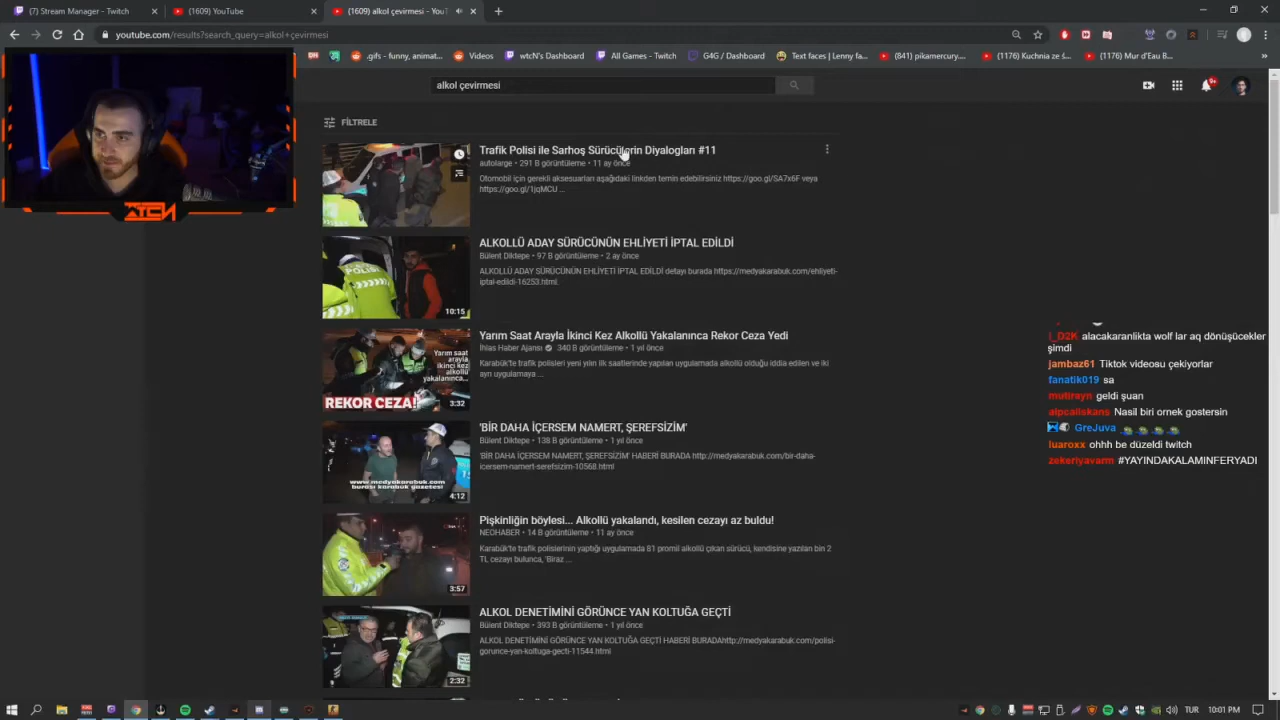 (7) Stream Manager - Twitch
(1609) YouTube
(1609) alkol çevirmesi - YouT
youtube.com/results?search_query=alkol+çevirmesi
.gifs - funny, animat...
Videos
wtcN's Dashboard
All Games - Twitch
G4G / Dashboard
Text faces | Lenny fa...
(841) pikamercury....
(1176) Kuchnia ze ś...
(1176) Mur d'Eau B...
alkol çevirmesi
9+
FİLTRELE
Trafik Polisi ile Sarhoş Sürücülerin Diyalogları #11
autolarge • 291 B görüntüleme • 11 ay önce
Otomobil için gerekli aksesuarları aşağıdaki linkden temin edebilirsiniz https://goo.gl/SA7x6F veya
https://goo.gl/1jqMCU ...
WTCN
ALKOLLÜ ADAY SÜRÜCÜNÜN EHLİYETİ İPTAL EDİLDİ
Bülent Diktepe • 97 B görüntüleme • 2 ay önce
ALKOLLÜ ADAY SÜRÜCÜNÜN EHLİYETİ İPTAL EDİLDİ detayı burada https://medyakarabuk.com/ehliyeti-
iptal-edildi-16253.html.
POLİSİ
10:15
Yarım Saat Arayla İkinci Kez Alkollü Yakalanınca Rekor Ceza Yedi
İhlas Haber Ajansı 340 B görüntüleme • 1 yıl önce
Karabük'te trafik polisleri yeni yılın ilk saatlerinde yapılan uygulamada alkollü olduğu iddia edilen ve iki
ayrı uygulamaya ...
Yarım saat
arayla
ikinci kez
alkollü
yakalanınca...
REKOR CEZA!
3:32
'BİR DAHA İÇERSEM NAMERT, ŞEREFSİZİM'
Bülent Diktepe • 138 B görüntüleme • 1 yıl önce
'BİR DAHA İÇERSEM NAMERT, ŞEREFSİZİM' HABERİ BURADA http://medyakarabuk.com/bir-daha-
icersem-namert-serefsizim-10568.html
www.medyakarabuk.com
burası karabük gazetesi
4:12
Pişkinliğin böylesi... Alkollü yakalandı, kesilen cezayı az buldu!
NEOHABER • 14 B görüntüleme • 11 ay önce
Karabük'te trafik polislerinin yaptığı uygulamada 81 promil alkollü çıkan sürücü, kendisine yazılan bin 2
TL cezayı bulunca, 'Biraz ...
3:57
ALKOL DENETİMİNİ GÖRÜNCE YAN KOLTUĞA GEÇTİ
Bülent Diktepe • 393 B görüntüleme • 1 yıl önce
ALKOL DENETİMİNİ GÖRÜNCE YAN KOLTUĞA GEÇTİ HABERİ BURADAhttp://medyakarabuk.com/polisi-
gorunce-yan-koltuga-gecti-11544.html
2:32
I_D2K alacakaranlıkta wolf lar aq dönüşücekler
şimdi
jambaz61 Tiktok videosu çekiyorlar
fanatik019 sa
mutirayn geldi şuan
alpcaliskans Nasil biri ornek gostersin
GreJuva
luaroxx ohhh be düzeldi twitch
zekeriyavarm #YAYINDAKALAMINFERYADI
TUR 10:01 PM